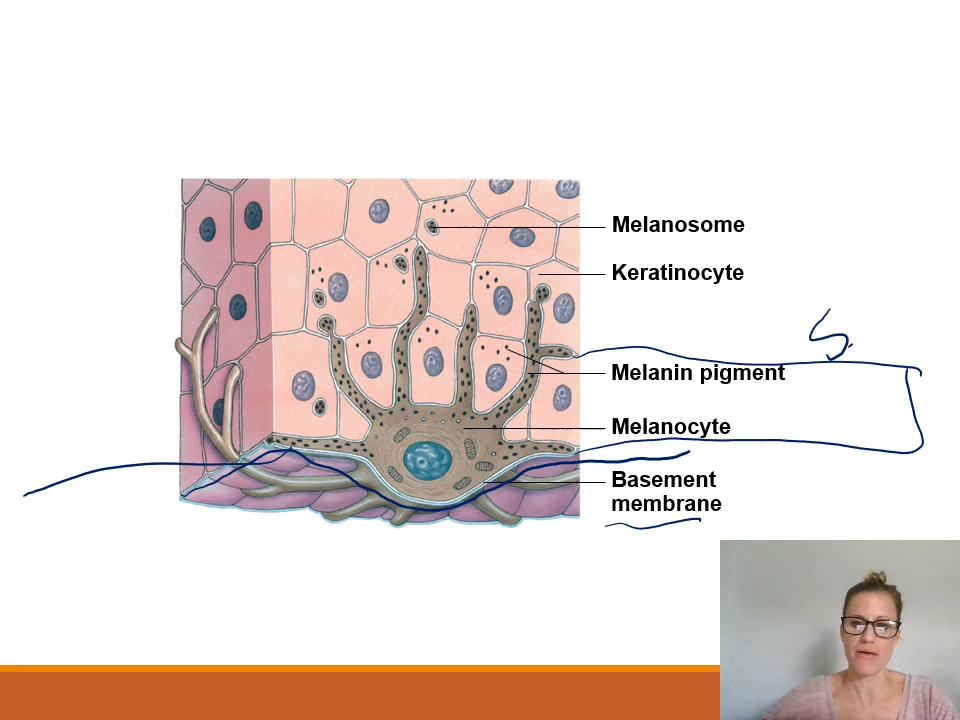 Melanosome
Keratinocyte
S
Melanin pigment
Melanocyte
Basement
membrane